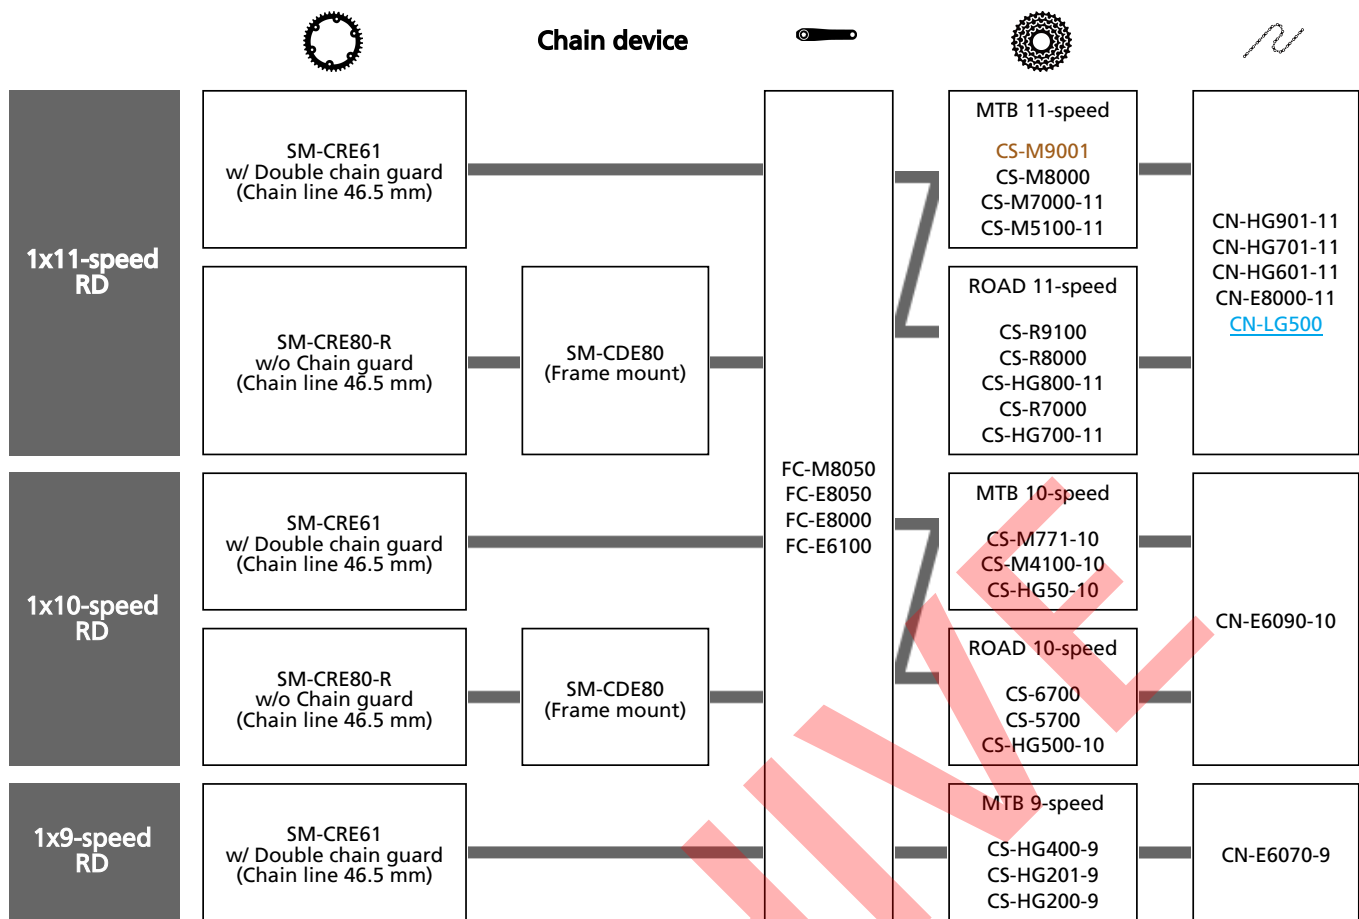 Chain device
1x11-speed
RD
SM-CRE61
w/ Double chain guard
(Chain line 46.5 mm)
SM-CRE80-R
w/o Chain guard
(Chain line 46.5 mm)
SM-CDE80
(Frame mount)
FC-M8050
FC-E8050
FC-E8000
FC-E6100
MTB 11-speed
CS-M9001
CS-M8000
CS-M7000-11
CS-M5100-11
ROAD 11-speed
CS-R9100
CS-R8000
CS-HG800-11
CS-R7000
CS-HG700-11
CN-HG901-11
CN-HG701-11
CN-HG601-11
CN-E8000-11
CN-LG500
1x10-speed
RD
SM-CRE61
w/ Double chain guard
(Chain line 46.5 mm)
SM-CRE80-R
w/o Chain guard
(Chain line 46.5 mm)
SM-CDE80
(Frame mount)
MTB 10-speed
CS-M771-10
CS-M4100-10
CS-HG50-10
ROAD 10-speed
CS-6700
CS-5700
CS-HG500-10
CN-E6090-10
1x9-speed
RD
SM-CRE61
w/ Double chain guard
(Chain line 46.5 mm)
MTB 9-speed
CS-HG400-9
CS-HG201-9
CS-HG200-9
CN-E6070-9